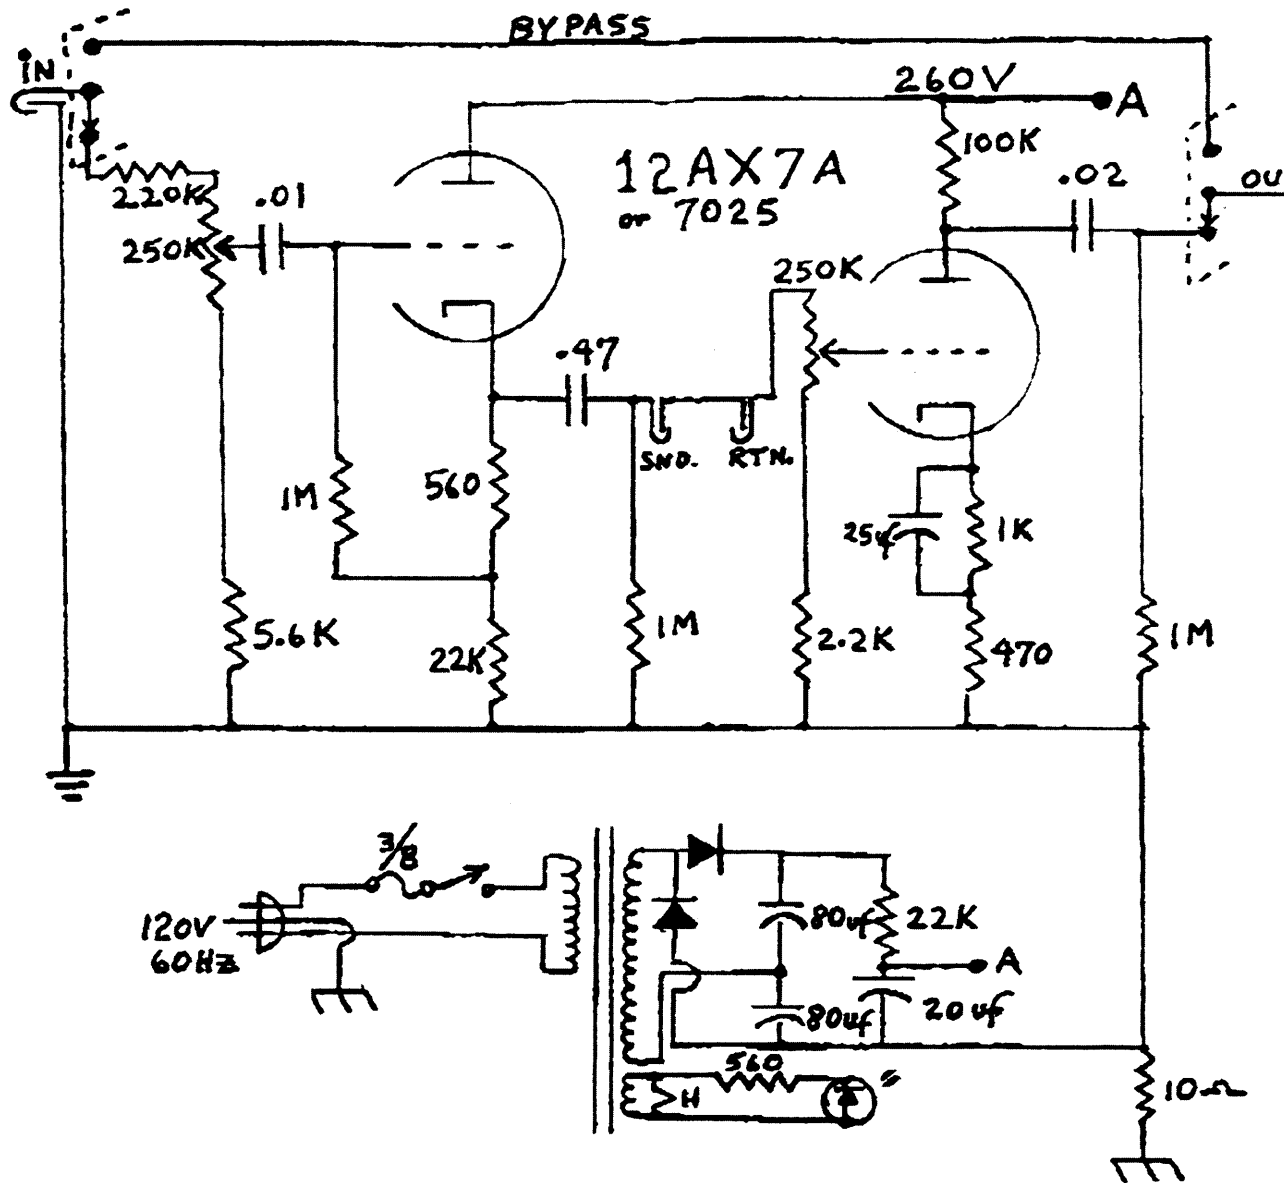 BYPASS
IN
260V
A
100K
12AX7A
or 7025
.02
OU
220K
.01
250K
250K
.47
SND.
RTN.
1M
560
25uf
1K
5.6K
22K
1M
2.2K
470
1M
3/8
120V
60HZ
80uf
22K
A
80uf
20uf
560
H
10Ω